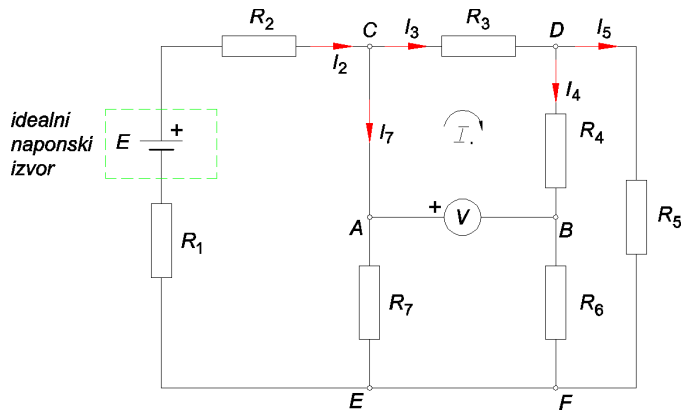 R2
C
I3
R3
D
I5
I2
idealni
naponski
izvor
E
+
I7
I.
I4
R4
A
+
V
B
R5
R1
R7
R6
E
F